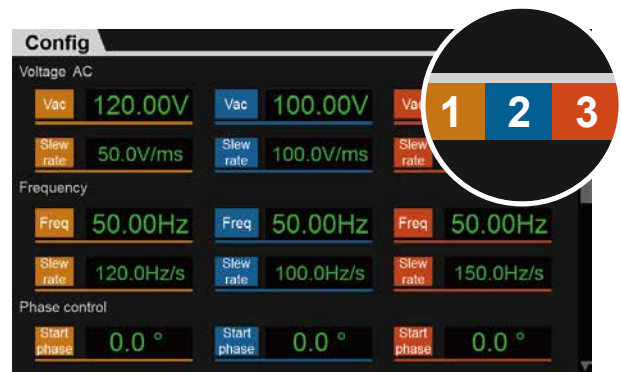 Config
1 2 3
Voltage AC
Vac 120.00V Vac 100.00V
Slew rate 50.0V/ms Slew rate 100.0V/ms Slew rate
Frequency
Freq 50.00Hz Freq 50.00Hz Freq 50.00Hz
Slew rate 120.0Hz/s Slew rate 100.0Hz/s Slew rate 150.0Hz/s
Phase control
Start phase 0.0 ° Start phase 0.0 ° Start phase 0.0 °